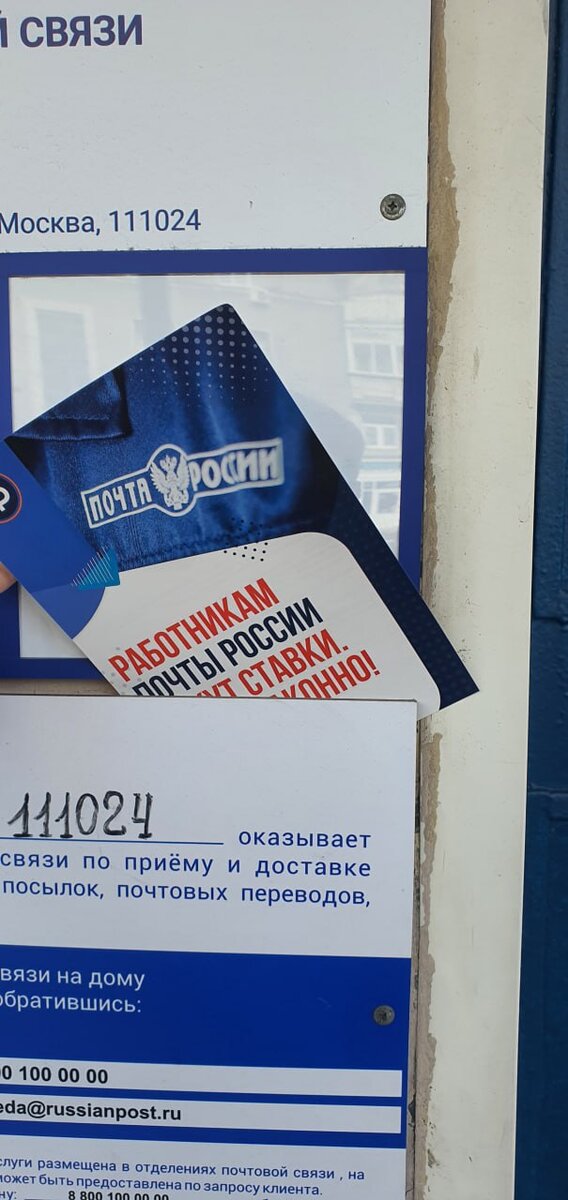 СВЯЗИ
Москва, 111024
ПОЧТА РОССИИ
РАБОТНИКАМ
ПОЧТЫ РОССИИ
СТАВКИ.
111024 оказывает
связи по приёму и доставке
посылок, почтовых переводов,
связи на дому
обратившись:
00 100 00 00
eda@russianpost.ru
слуги размещена в отделениях почтовой связи , на
может быть предоставлена по запросу клиента.
ну: 8 800 100 00 00